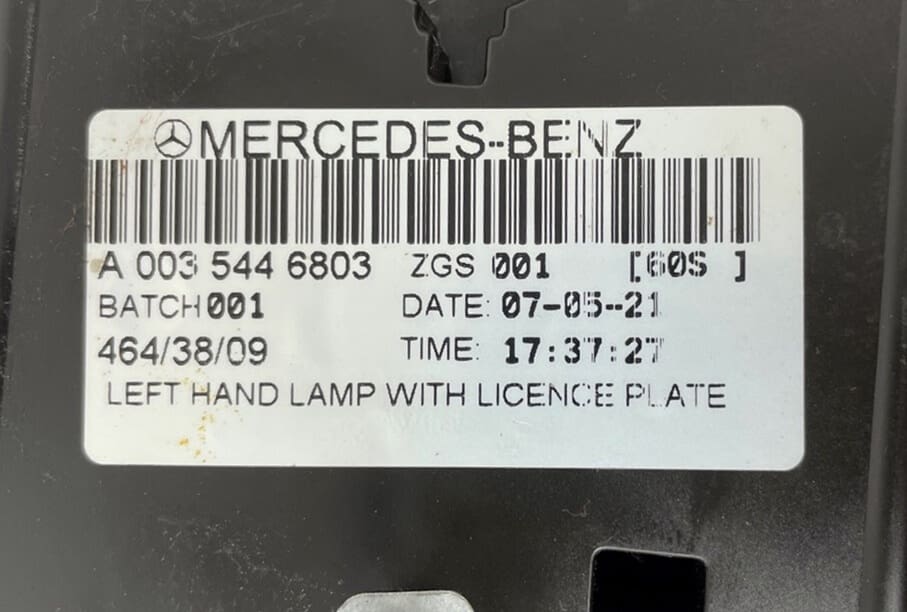 MERCEDES-BENZ
A 003 544 6803 ZGS 001 [60S ]
BATCH 001 DATE: 07-05-21
464/38/09 TIME: 17:37:27
LEFT HAND LAMP WITH LICENCE PLATE